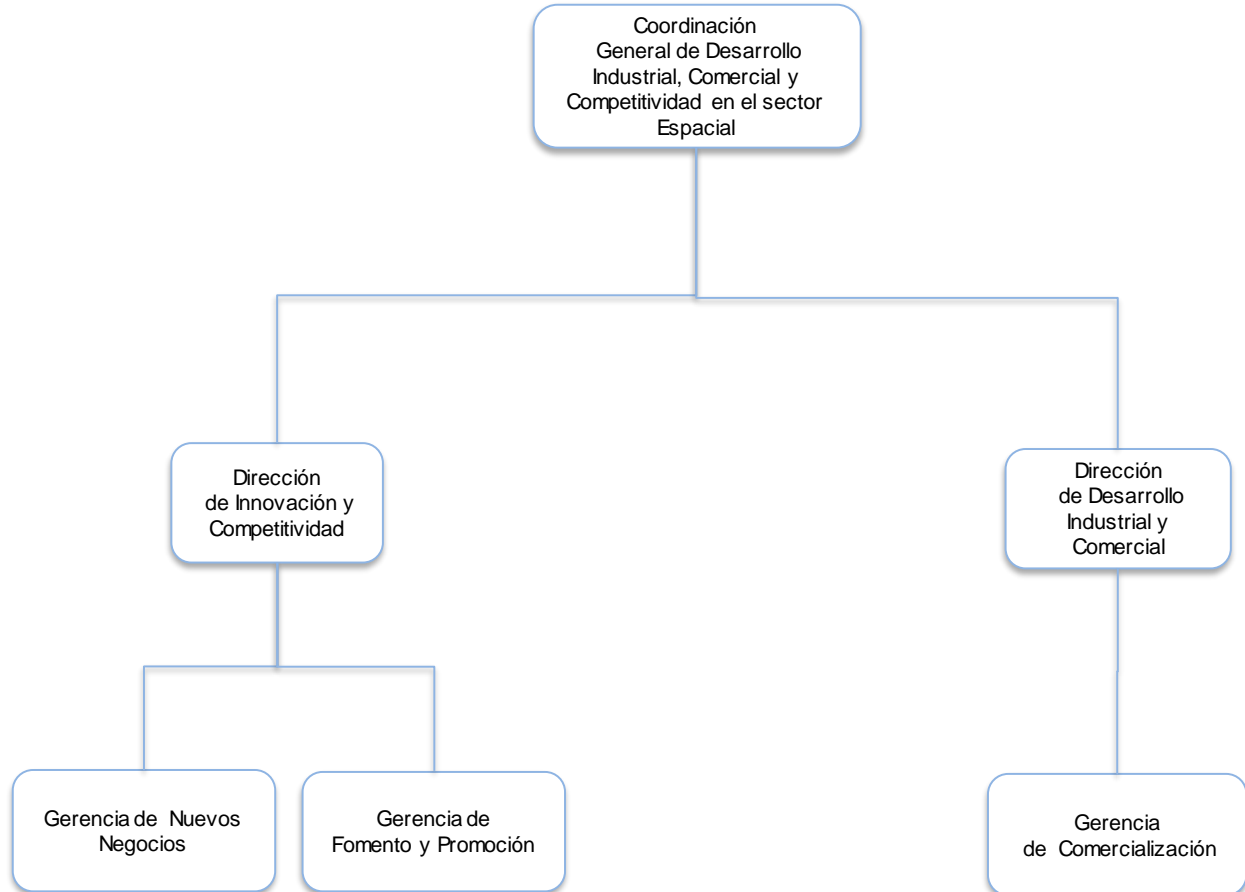 Coordinación
General de Desarrollo
Industrial, Comercial y
Competitividad en el sector
Espacial
Dirección
de Innovación y
Competitividad
Dirección
de Desarrollo
Industrial y
Comercial
Gerencia de Nuevos
Negocios
Gerencia de
Fomento y Promoción
Gerencia
de Comercialización